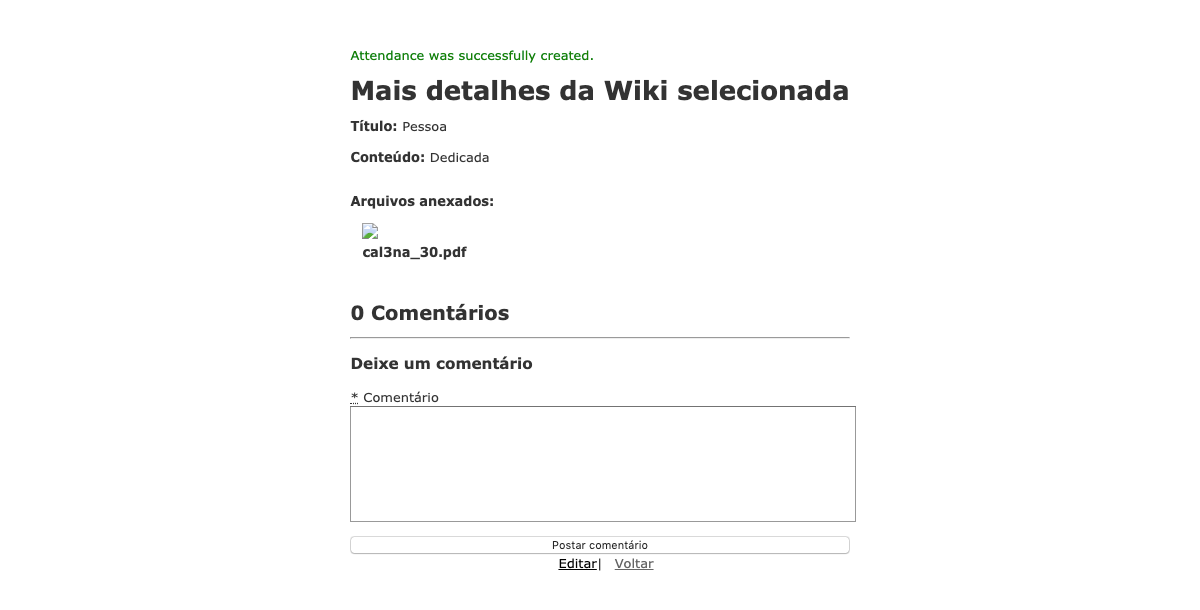 Attendance was successfully created.
Mais detalhes da Wiki selecionada
Título: Pessoa
Conteúdo: Dedicada
Arquivos anexados:
cal3na_30.pdf
0 Comentários
Deixe um comentário
* Comentário
Postar comentário
Editar| Voltar